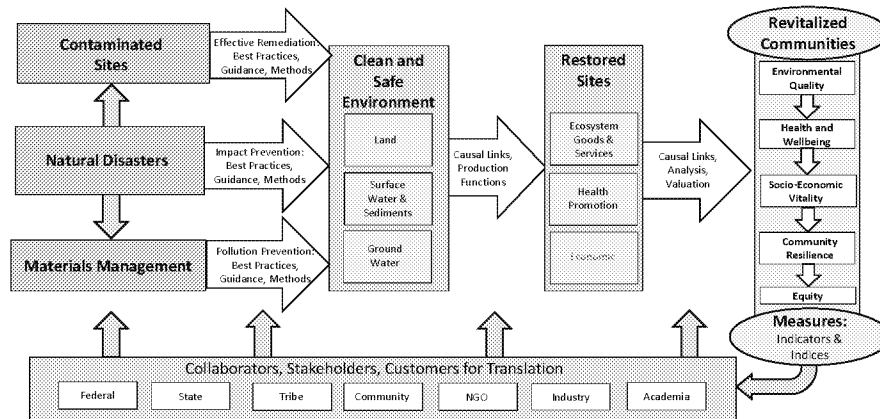 Contaminated
Sites
Natural Disasters
Materials Management
Effective Remediation:
Best Practices,
Guidance, Methods
Impact Prevention:
Best Practices,
Guidance, Methods
Pollution Prevention:
Best Practices,
Guidance, Methods
Clean and
Safe
Environment
Land
Surface
Water &
Sediments
Ground
Water
Causal Links,
Production
Functions
Restored
Sites
Ecosystem
Goods &
Services
Health
Promotion
Economic
Causal Links,
Analysis,
Valuation
Revitalized
Communities
Environmental
Quality
Health and
Wellbeing
Socio-Economic
Vitality
Community
Resilience
Equity
Measures:
Indicators &
Indices
Collaborators, Stakeholders, Customers for Translation
Federal
State
Tribe
Community
NGO
Industry
Academia